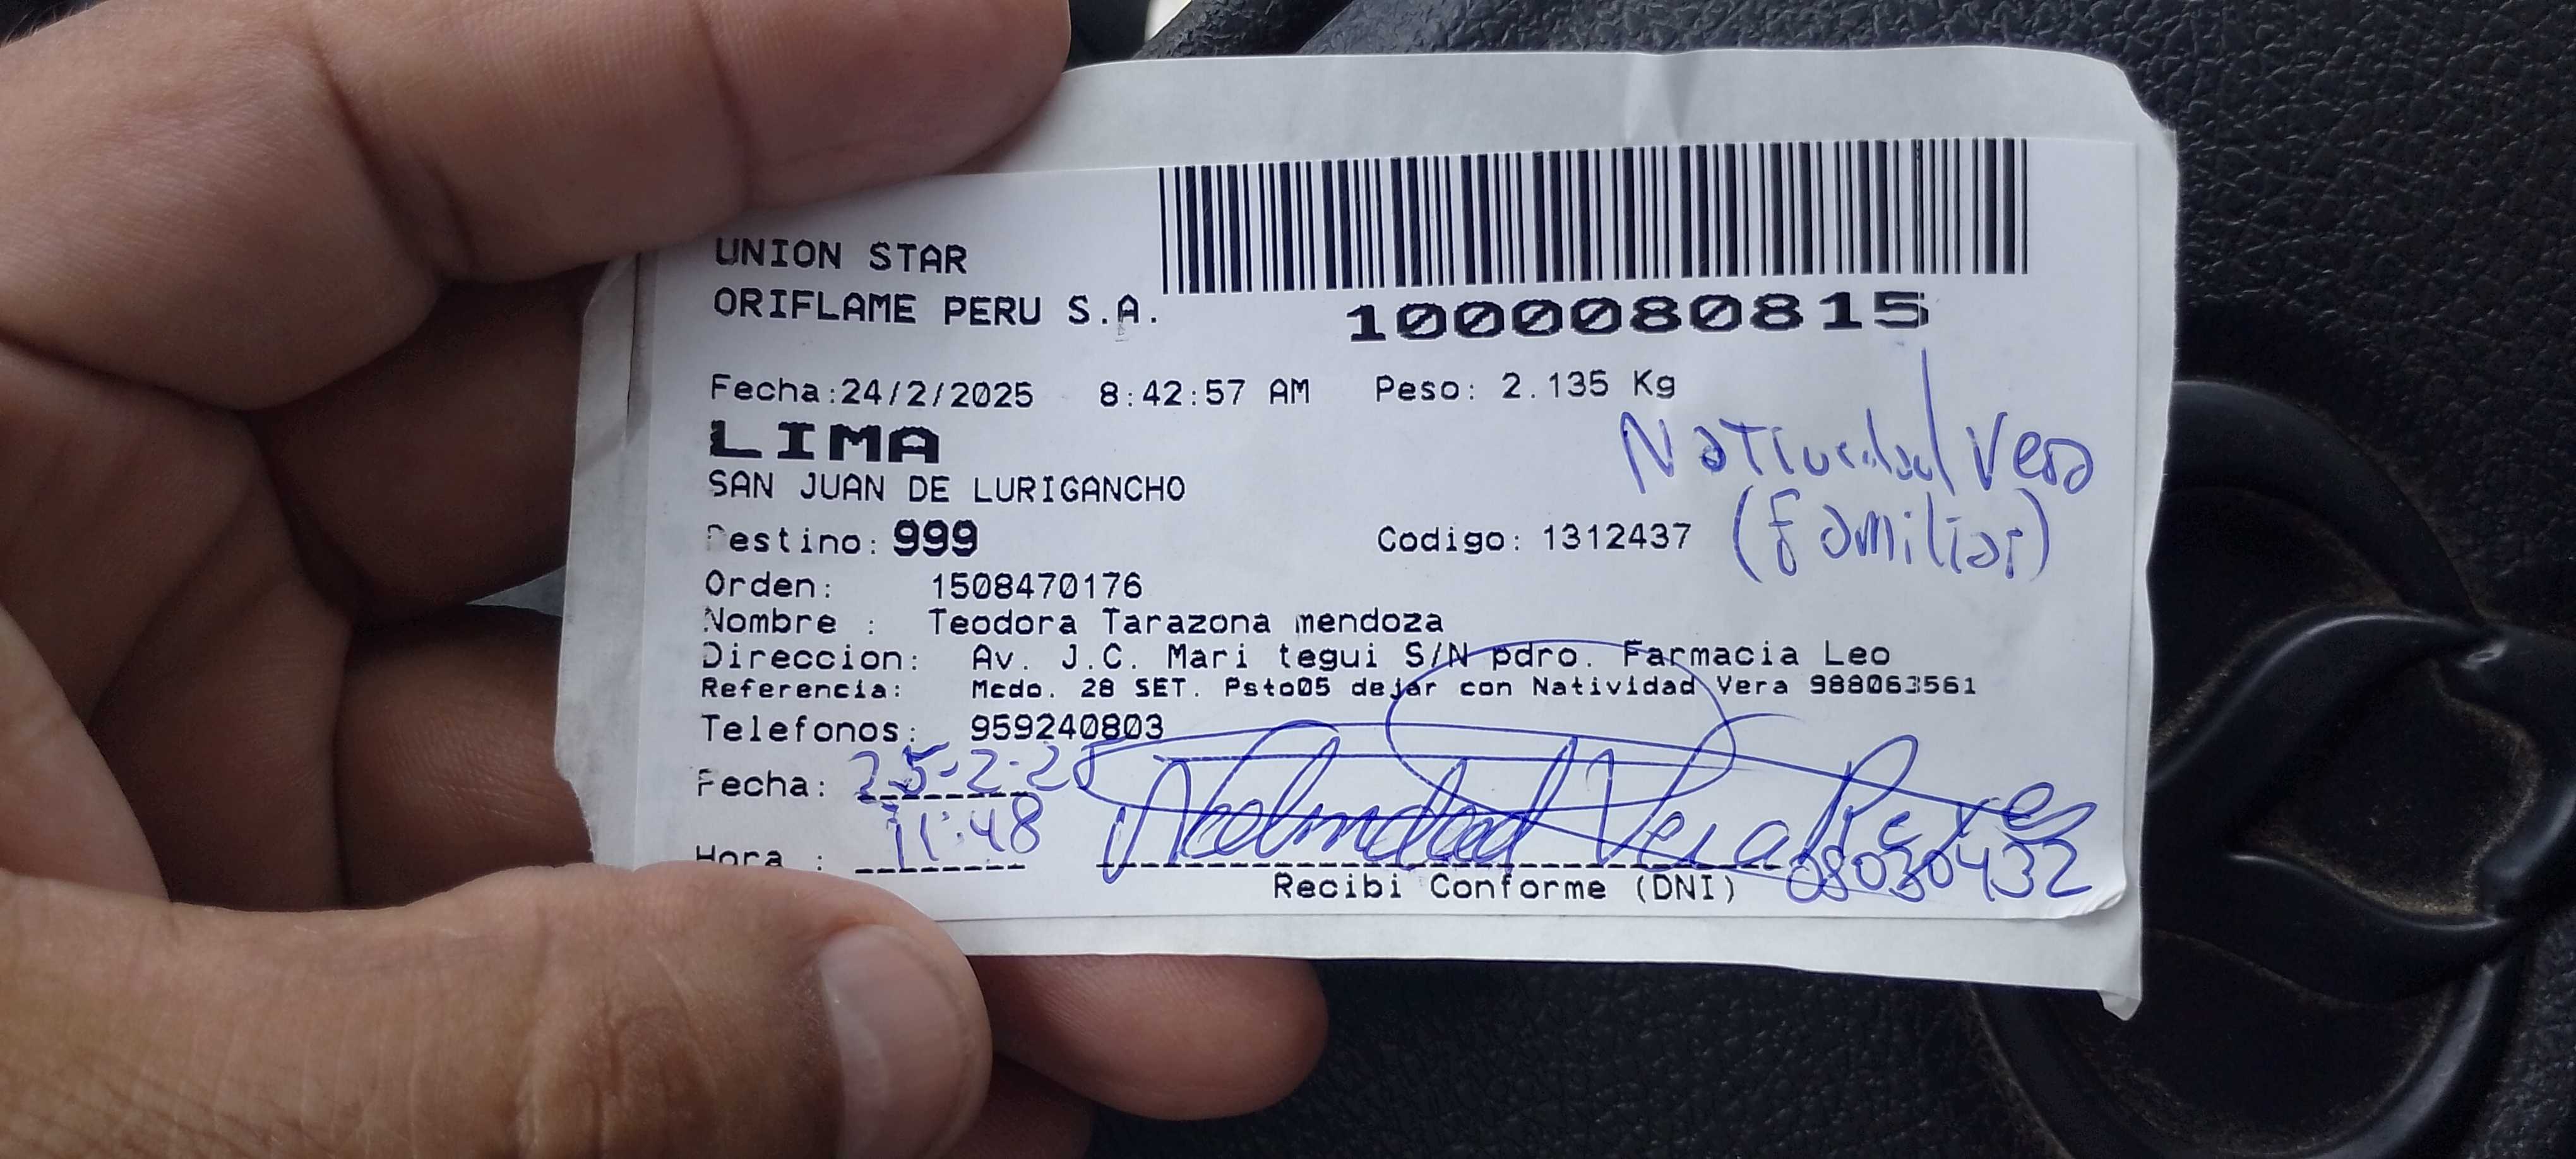 UNION STAR
ORIFLAME PERU S.A.
1000080815
Fecha:24/2/2025 8:42:57 AM Peso: 2.135 Kg
LIMA
Natividad Vera
SAN JUAN DE LURIGANCHO
(familiar)
Destino: 999 Codigo: 1312437
Orden: 1508470176
Nombre : Teodora Tarazona mendoza
Direccion: Av. J.C. Mari tegui S/N pdro. Farmacia Leo
Referencia: Mcdo. 28 SET. Psto05 dejar con Natividad Vera 988063561
Telefonos: 959240803
Fecha: 25-2-25
Hora : 11:48 Vera Reyes
08030432
Recibi Conforme (DNI)